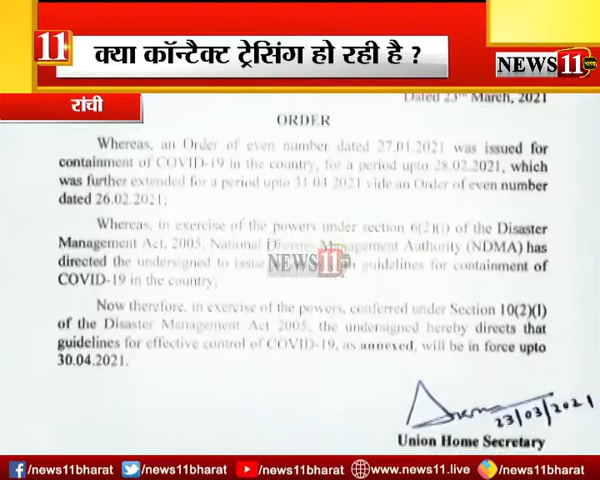 11
क्या कॉन्टैक्ट ट्रेसिंग हो रही है ?
NEWS 11
रांची
Dated 23rd March, 2021
ORDER
Whereas, an Order of even number dated 27.01.2021 was issued for
containment of COVID-19 in the country, for a period upto 28.02.2021, which
was further extended for a period upto 31.03.2021 vide an Order of even number
dated 26.02.2021;
Whereas, in exercise of the powers under section 6(2)(i) of the Disaster
Management Act, 2005, National Disaster Management Authority (NDMA) has
directed the undersigned to issue guidelines for containment of
NEWS 11
COVID-19 in the country;
Now therefore, in exercise of the powers, conferred under Section 10(2)(l)
of the Disaster Management Act 2005, the undersigned hereby directs that
guidelines for effective control of COVID-19, as annexed, will be in force upto
30.04.2021.
23/03/2021
Union Home Secretary
/news11bharat /news11bharat /news11bharat www.news11.live /news11bharat